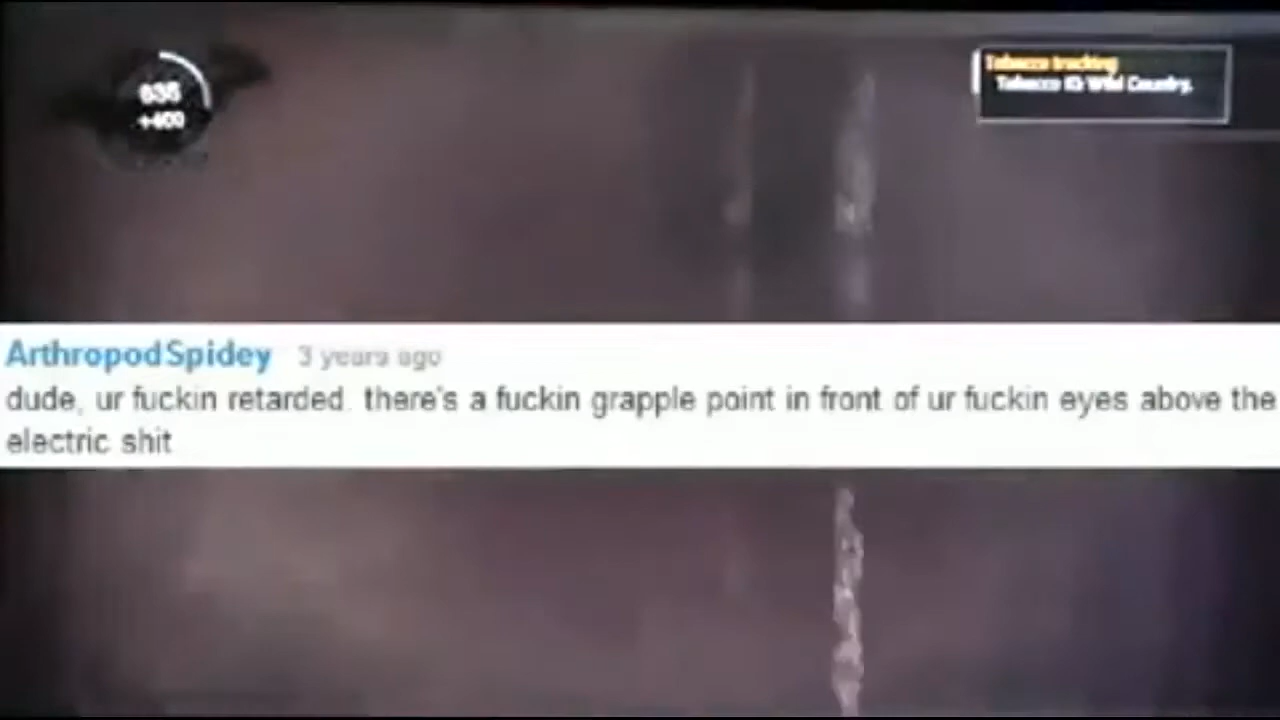 +400
ArthropodSpidey 3 years ago
dude, ur fuckin retarded. there's a fuckin grapple point in front of ur fuckin eyes above the
electric shit